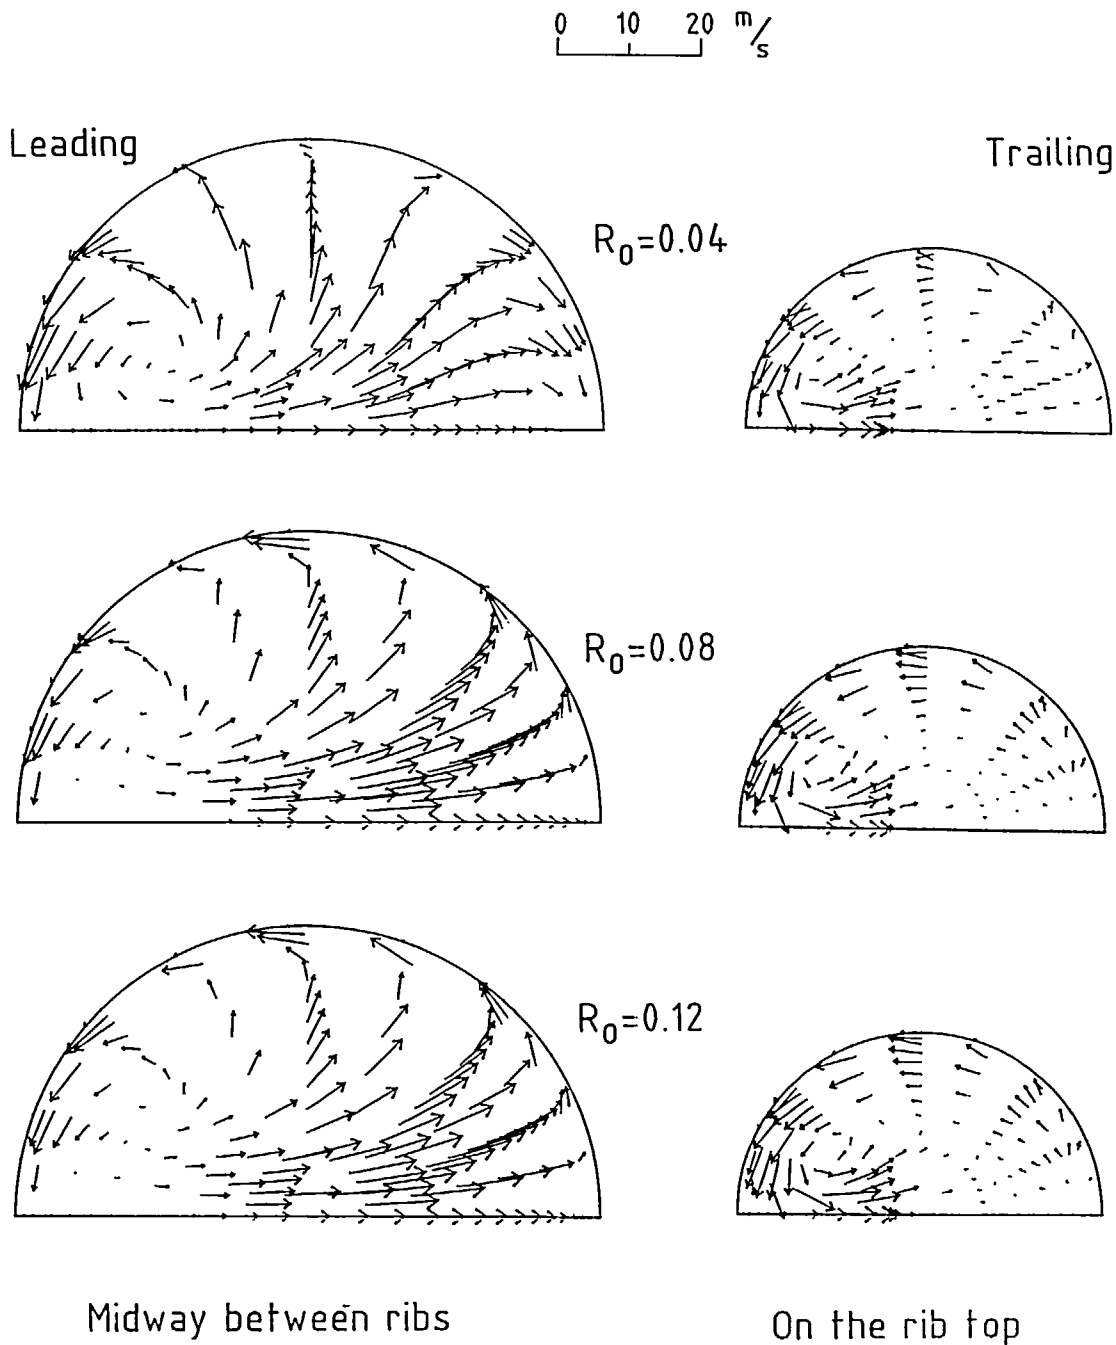 0 10 20 m/s
Leading
Trailing
R0=0.04
R0=0.08
R0=0.12
Midway between ribs
On the rib top